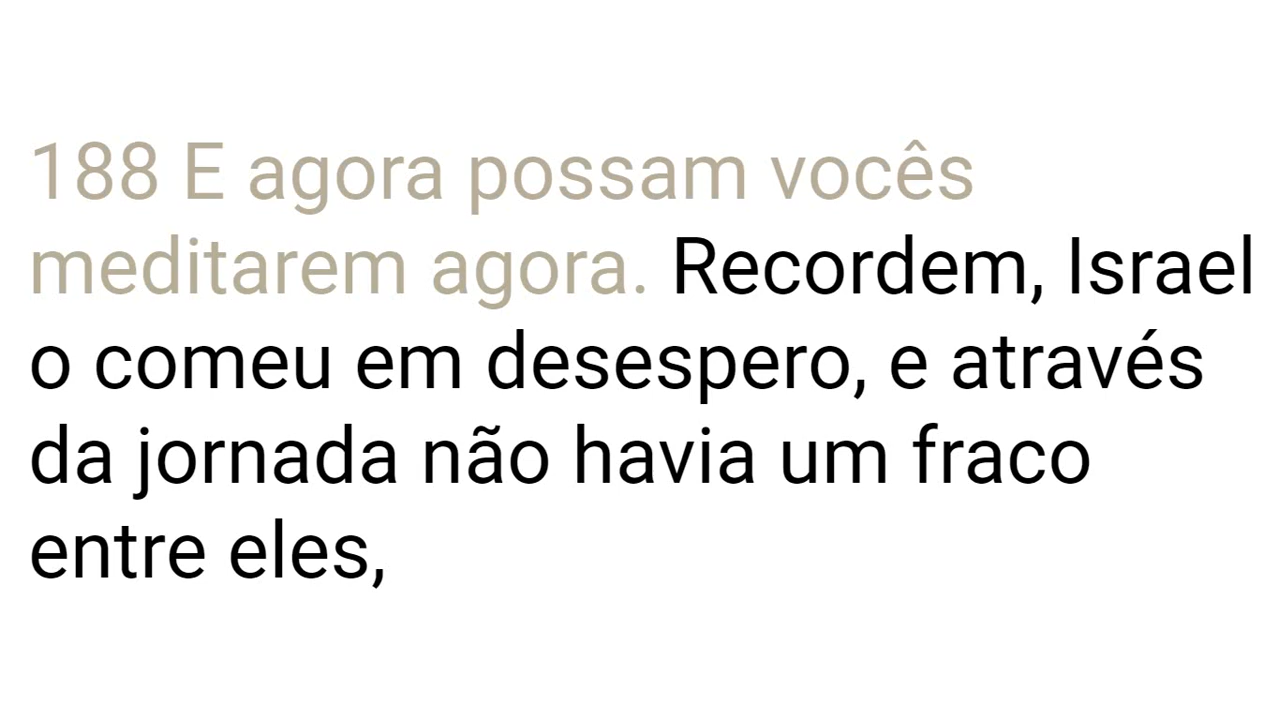 188 E agora possam vocês
meditarem agora. Recordem, Israel
o comeu em desespero, e através
da jornada não havia um fraco
entre eles,